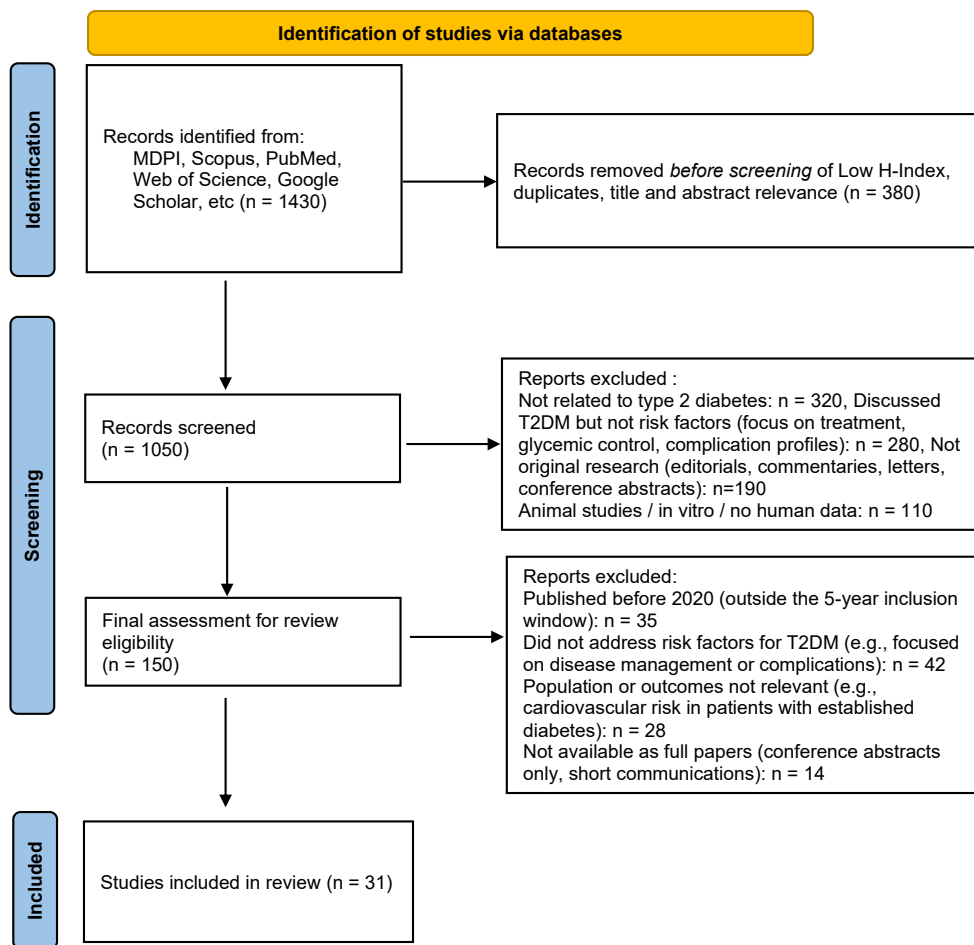 Identification of studies via databases
Identification
Records identified from:
MDPI, Scopus, PubMed,
Web of Science, Google
Scholar, etc (n = 1430)
Records removed before screening of Low H-Index,
duplicates, title and abstract relevance (n = 380)
Screening
Records screened
(n = 1050)
Reports excluded :
Not related to type 2 diabetes: n = 320, Discussed
T2DM but not risk factors (focus on treatment,
glycemic control, complication profiles): n = 280, Not
original research (editorials, commentaries, letters,
conference abstracts): n=190
Animal studies / in vitro / no human data: n = 110
Final assessment for review
eligibility
(n = 150)
Reports excluded:
Published before 2020 (outside the 5-year inclusion
window): n = 35
Did not address risk factors for T2DM (e.g., focused
on disease management or complications): n = 42
Population or outcomes not relevant (e.g.,
cardiovascular risk in patients with established
diabetes): n = 28
Not available as full papers (conference abstracts
only, short communications): n = 14
Included
Studies included in review (n = 31)